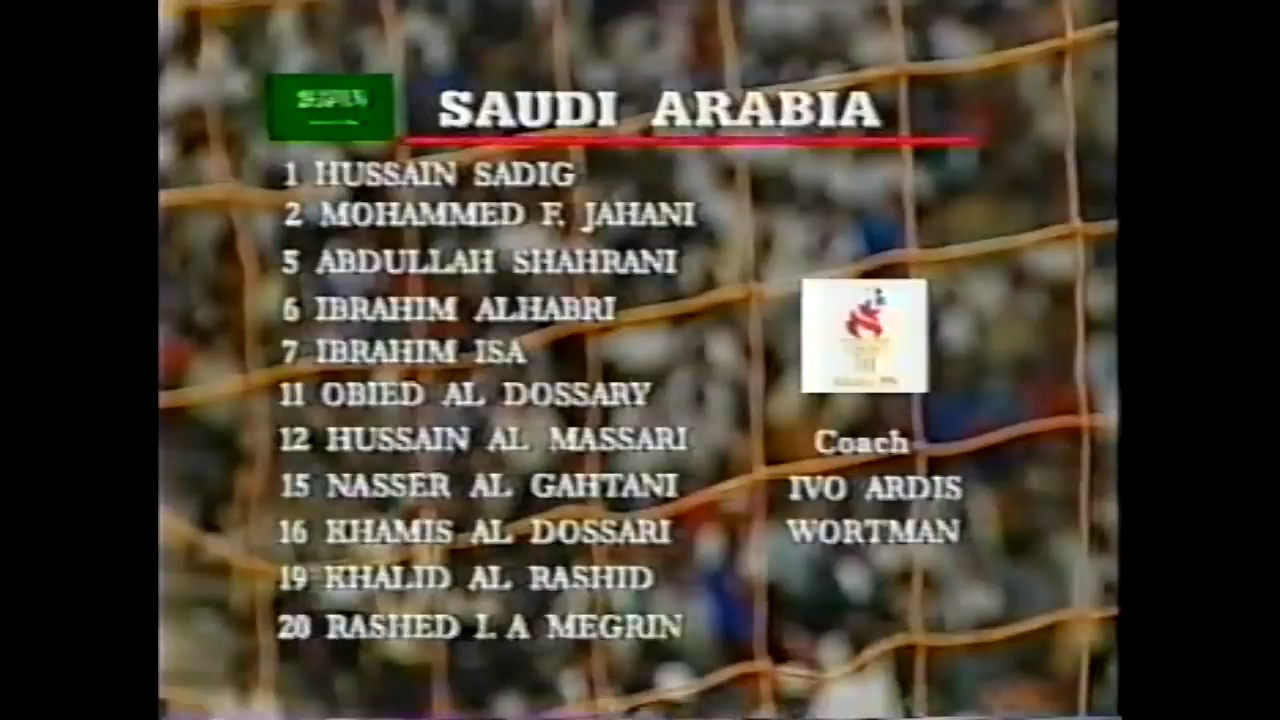 SAUDI ARABIA
1 HUSSAIN SADIG
2 MOHAMMED F. JAHANI
5 ABDULLAH SHAHRANI
6 IBRAHIM ALHABRI
7 IBRAHIM ISA
11 OBIED AL DOSSARY
12 HUSSAIN AL MASSARI
15 NASSER AL GAHTANI
16 KHAMIS AL DOSSARI
19 KHALID AL RASHID
20 RASHED I. A MEGRIN
Coach
IVO ARDIS
WORTMAN